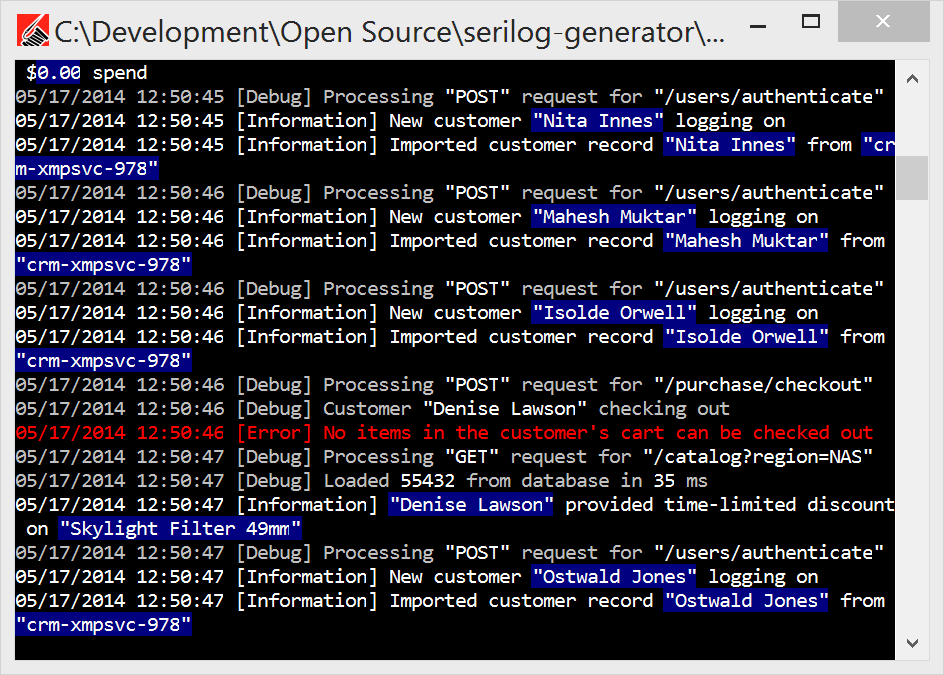 C:\Development\Open Source\serilog-generator\...
$0.00 spend
05/17/2014 12:50:45 [Debug] Processing "POST" request for "/users/authenticate"
05/17/2014 12:50:45 [Information] New customer "Nita Innes" logging on
05/17/2014 12:50:45 [Information] Imported customer record "Nita Innes" from "cr
m-xmpsvc-978"
05/17/2014 12:50:46 [Debug] Processing "POST" request for "/users/authenticate"
05/17/2014 12:50:46 [Information] New customer "Mahesh Muktar" logging on
05/17/2014 12:50:46 [Information] Imported customer record "Mahesh Muktar" from
"crm-xmpsvc-978"
05/17/2014 12:50:46 [Debug] Processing "POST" request for "/users/authenticate"
05/17/2014 12:50:46 [Information] New customer "Isolde Orwell" logging on
05/17/2014 12:50:46 [Information] Imported customer record "Isolde Orwell" from
"crm-xmpsvc-978"
05/17/2014 12:50:46 [Debug] Processing "POST" request for "/purchase/checkout"
05/17/2014 12:50:46 [Debug] Customer "Denise Lawson" checking out
05/17/2014 12:50:46 [Error] No items in the customer's cart can be checked out
05/17/2014 12:50:47 [Debug] Processing "GET" request for "/catalog?region=NAS"
05/17/2014 12:50:47 [Debug] Loaded 55432 from database in 35 ms
05/17/2014 12:50:47 [Information] "Denise Lawson" provided time-limited discount
on "Skylight Filter 49mm"
05/17/2014 12:50:47 [Debug] Processing "POST" request for "/users/authenticate"
05/17/2014 12:50:47 [Information] New customer "Ostwald Jones" logging on
05/17/2014 12:50:47 [Information] Imported customer record "Ostwald Jones" from
"crm-xmpsvc-978"